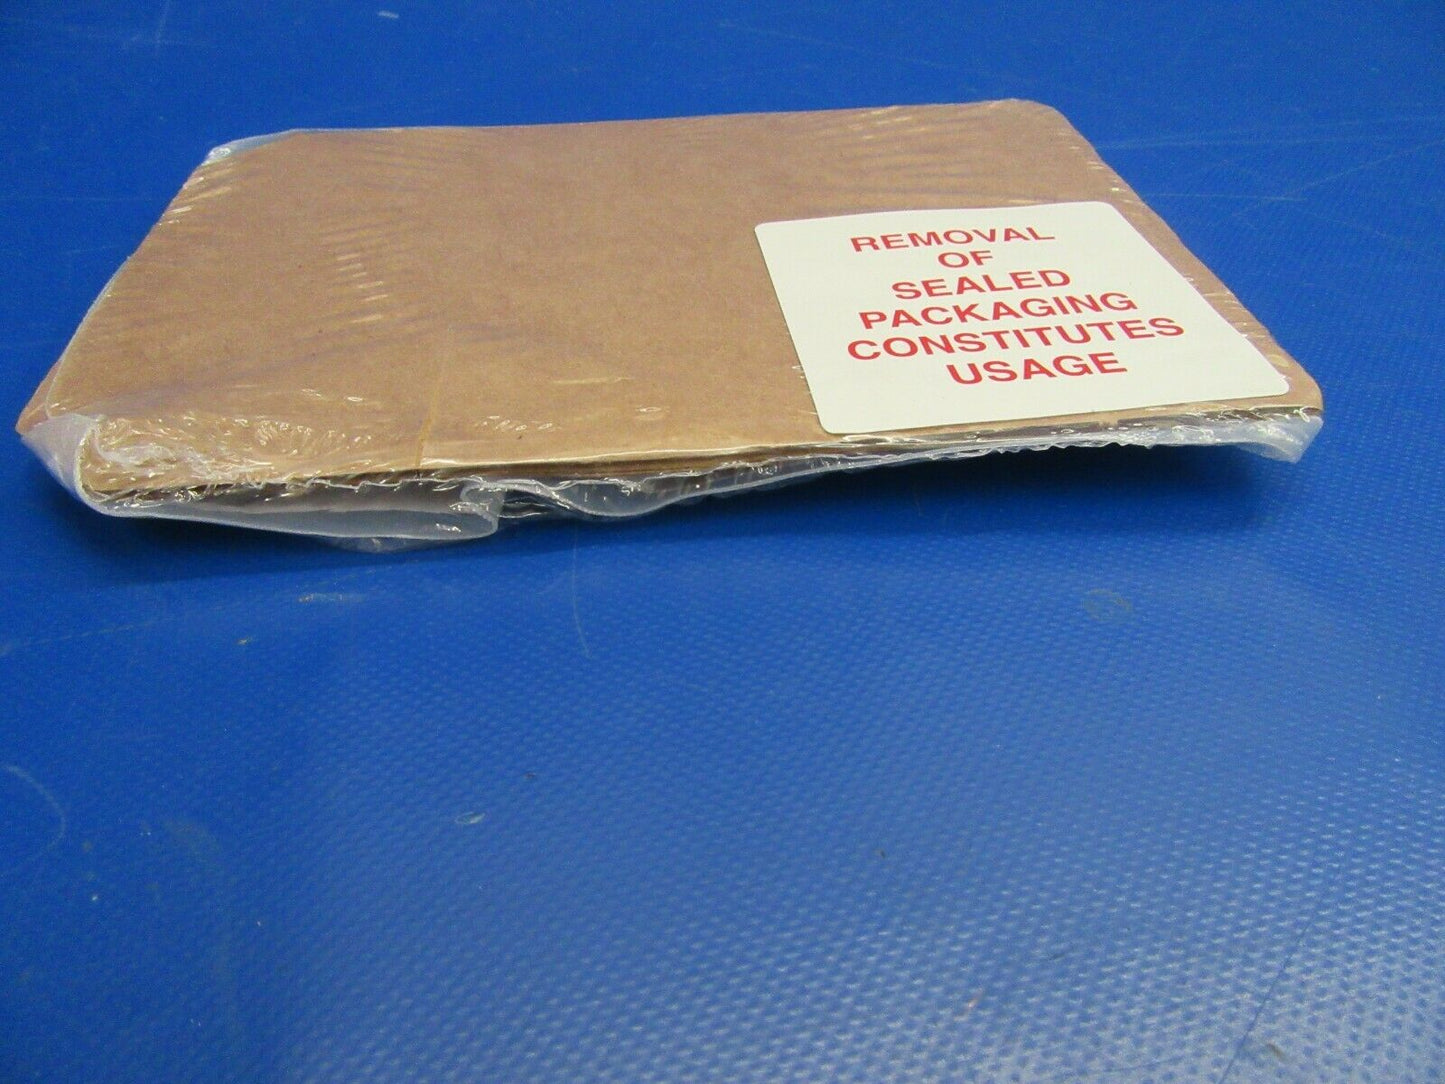 REMOVAL
OF
SEALED
PACKAGING
CONSTITUTES
USAGE